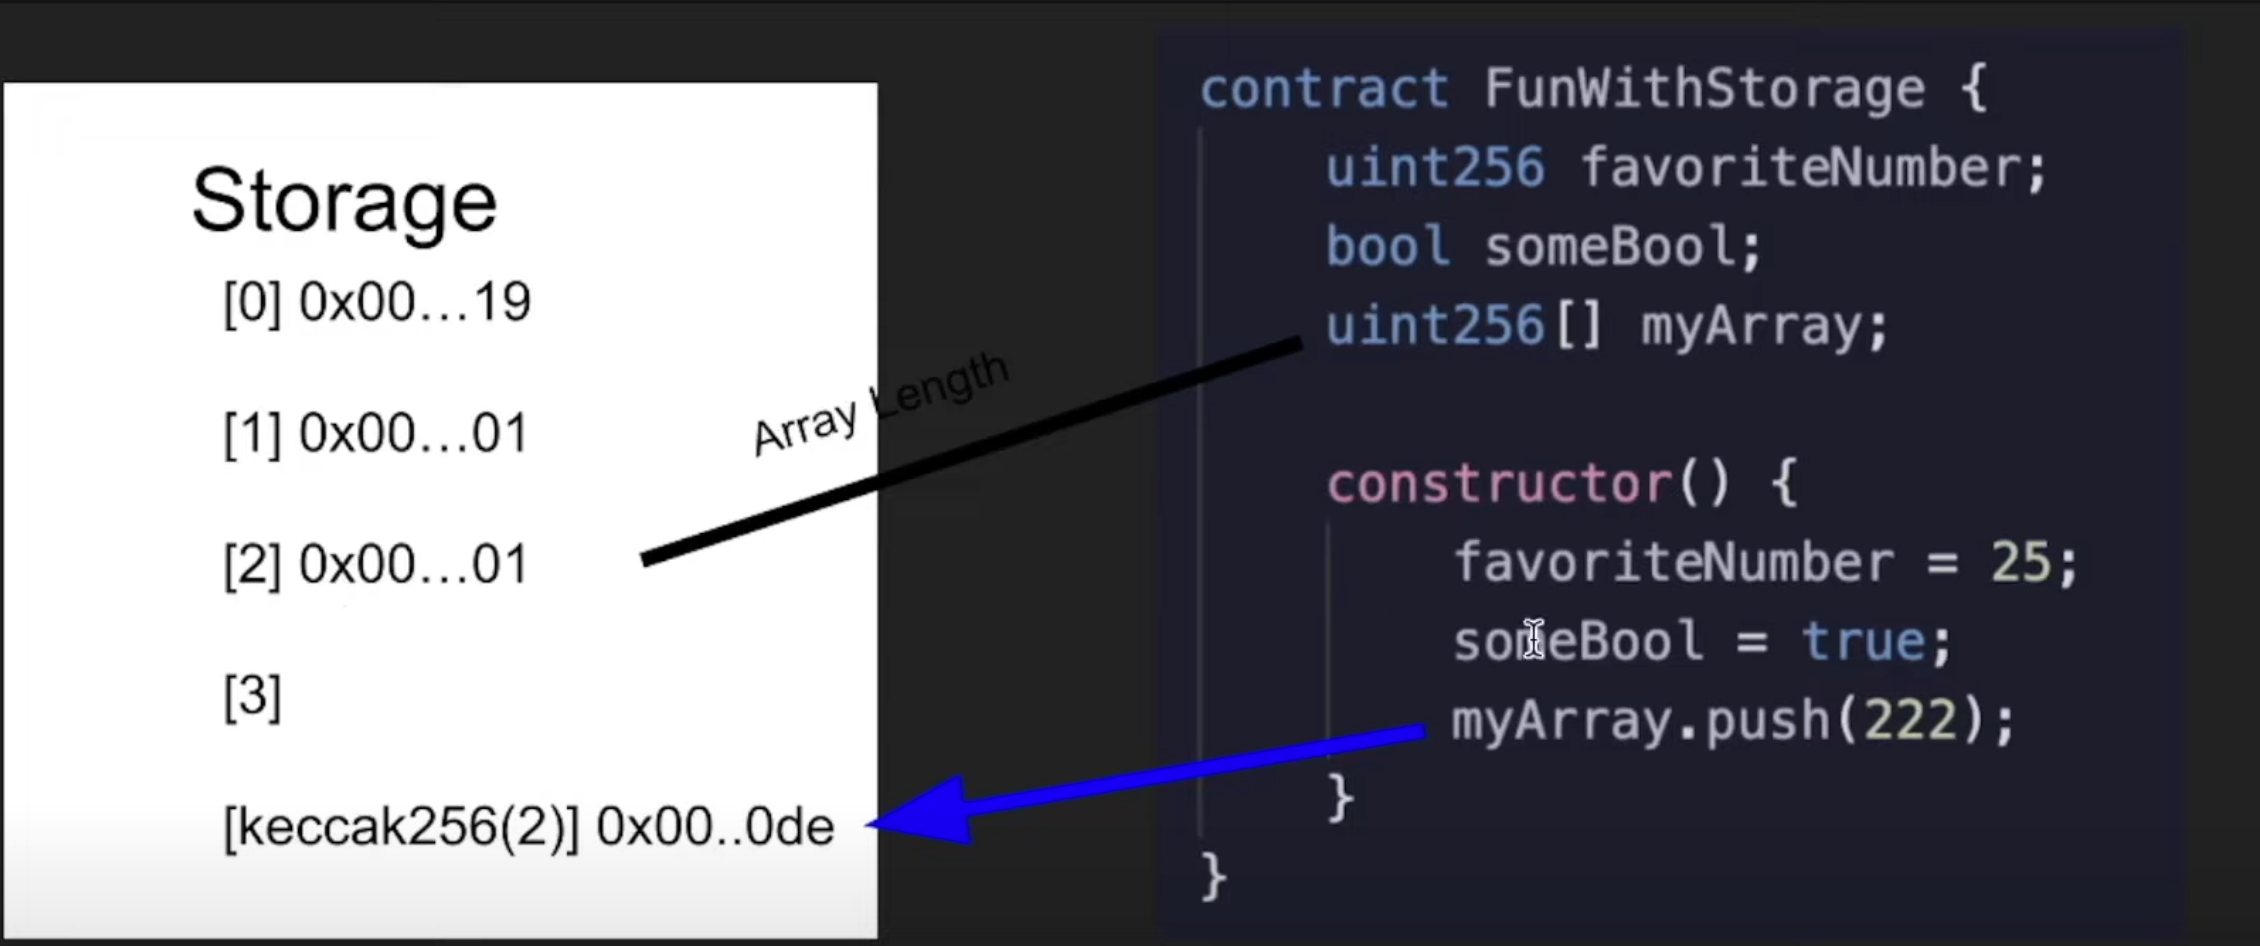 Storage
[0] 0x00...19
[1] 0x00...01
[2] 0x00...01
[3]
[keccak256(2)] 0x00..0de
Array Length
contract FunWithStorage {
uint256 favoriteNumber;
bool someBool;
uint256[] myArray;
constructor() {
favoriteNumber = 25;
someBool = true;
myArray.push(222);
}
}